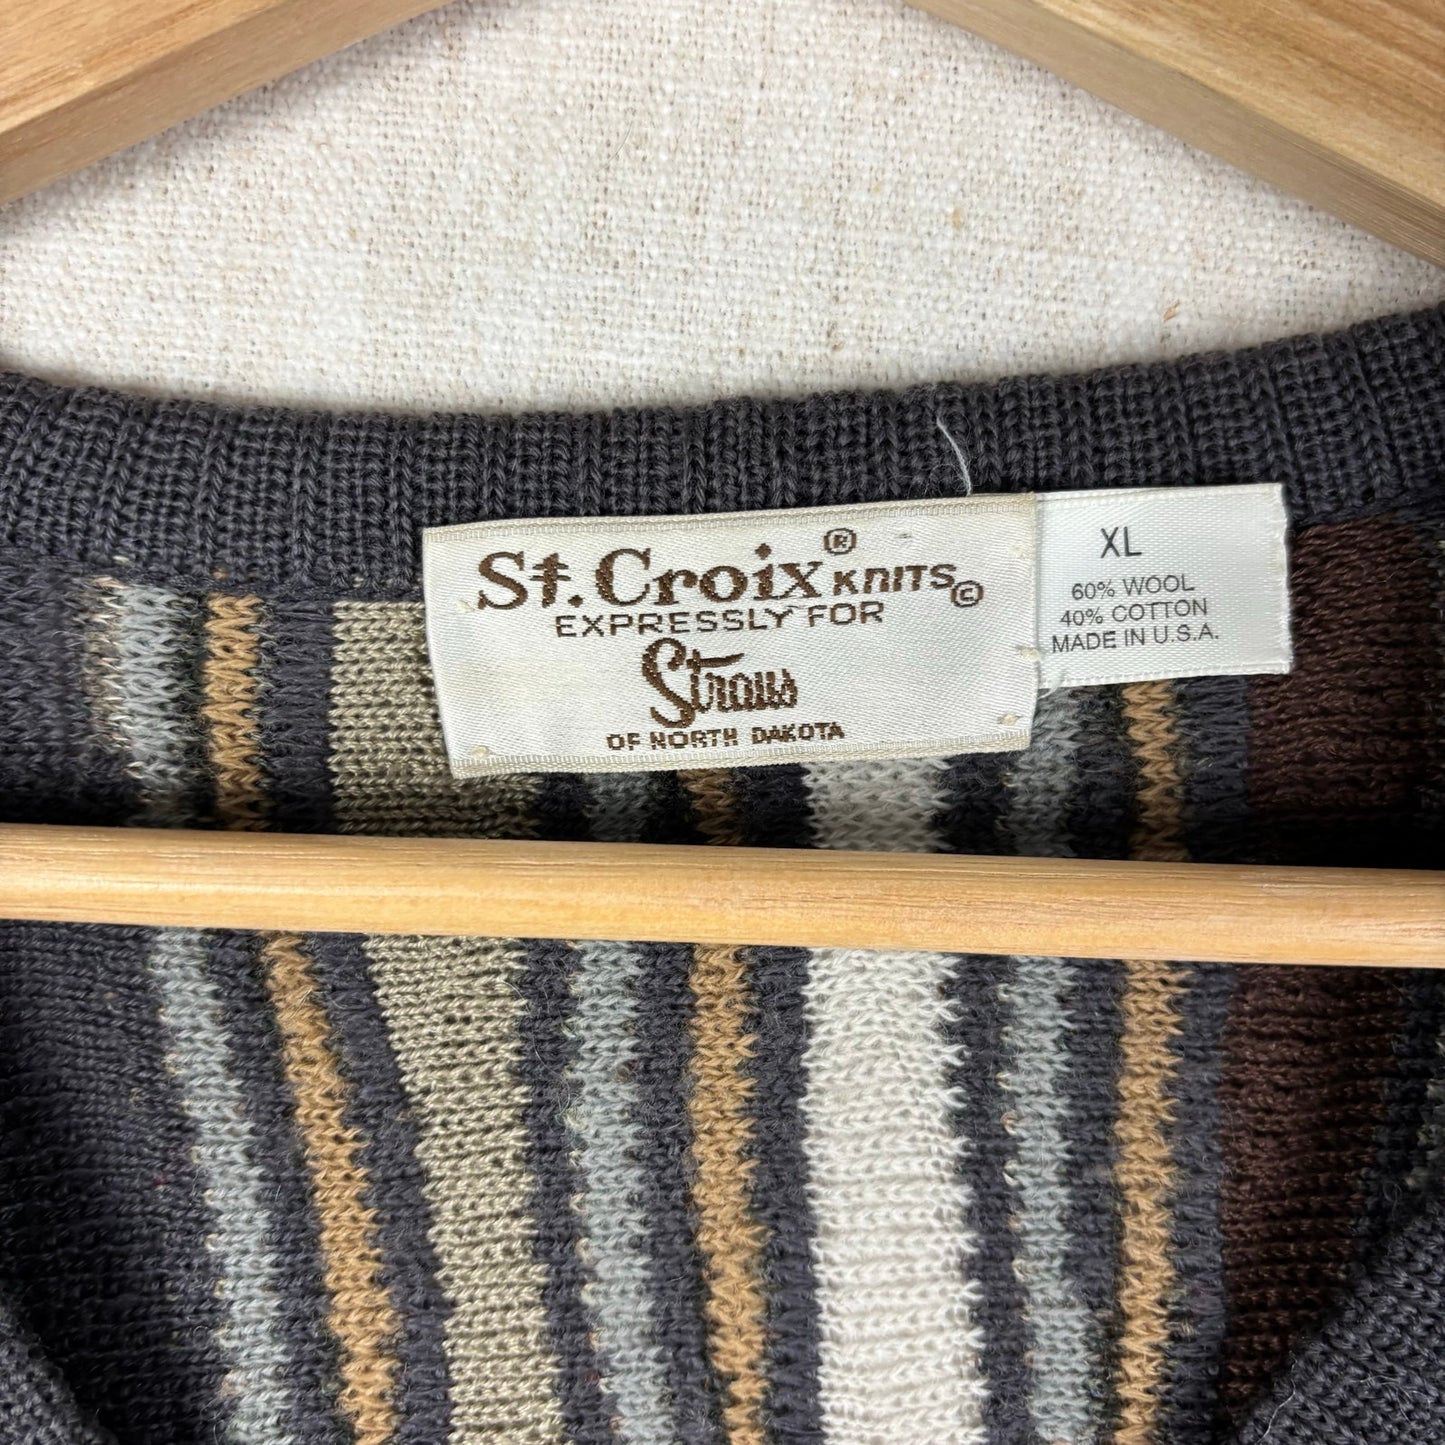 St. Croix® KNITS©
EXPRESSLY FOR
Straus
OF NORTH DAKOTA
XL
60% WOOL
40% COTTON
MADE IN U.S.A.